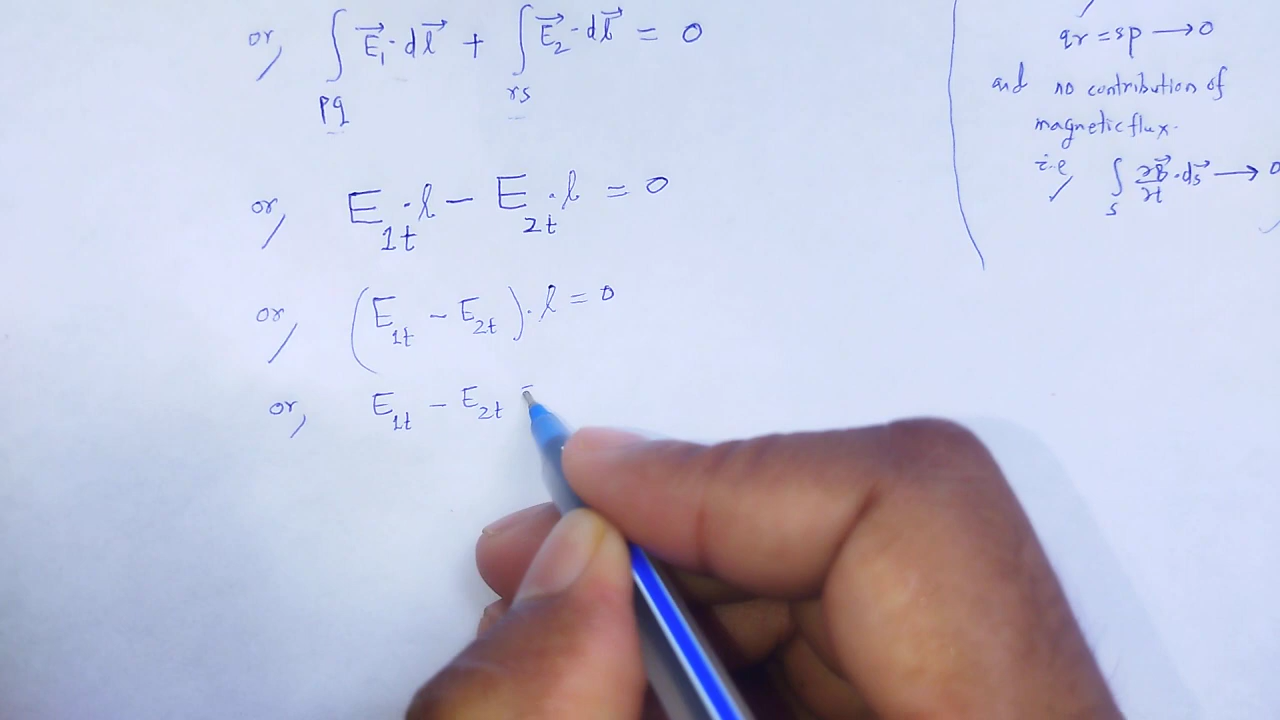 or, ∫ E⃗₁·dl⃗ + ∫ E⃗₂·dl⃗ = 0
pq rs
or, E₁t·l − E₂t·l = 0
or, (E₁t − E₂t)·l = 0
or, E₁t − E₂t =
qr = sp → 0
and no contribution of
magnetic flux.
i.e, ∫ ∂B⃗/∂t·ds⃗ → 0
s